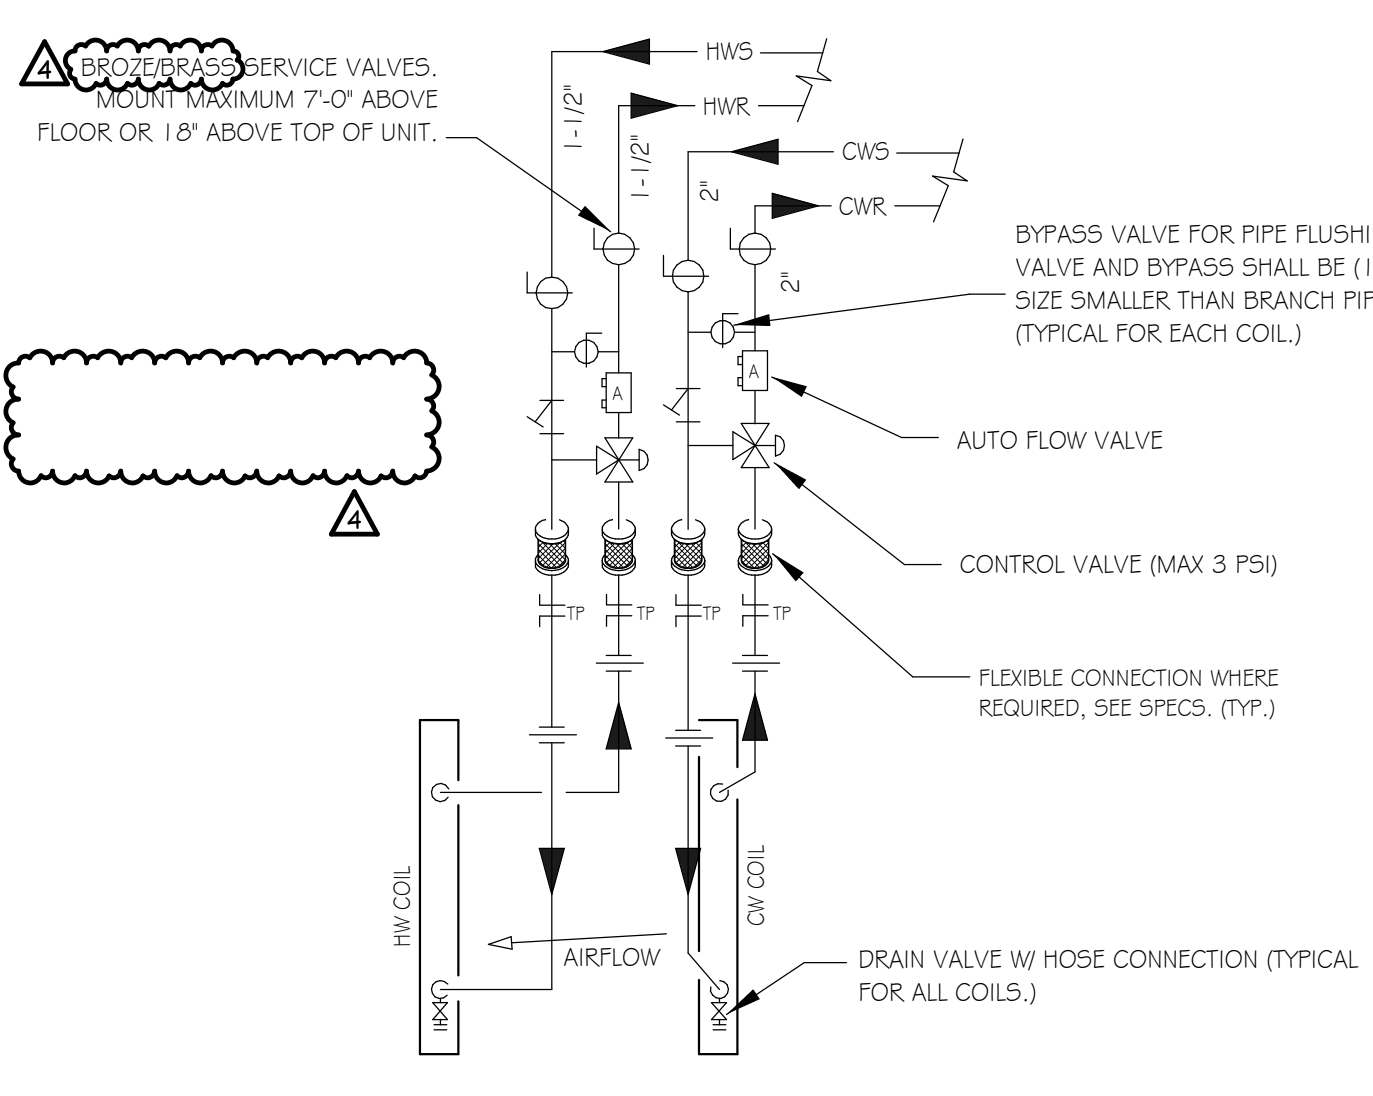 4
BROZE/BRASS SERVICE VALVES.
MOUNT MAXIMUM 7'-0" ABOVE
FLOOR OR 18" ABOVE TOP OF UNIT.
HWS
HWR
CWS
CWR
1-1/2"
1-1/2"
2"
2"
BYPASS VALVE FOR PIPE FLUSHI
VALVE AND BYPASS SHALL BE (1
SIZE SMALLER THAN BRANCH PIP
(TYPICAL FOR EACH COIL.)
A
A
AUTO FLOW VALVE
4
CONTROL VALVE (MAX 3 PSI)
TP
TP
TP
TP
FLEXIBLE CONNECTION WHERE
REQUIRED, SEE SPECS. (TYP.)
HW COIL
CW COIL
AIRFLOW
DRAIN VALVE W/ HOSE CONNECTION (TYPICAL
FOR ALL COILS.)